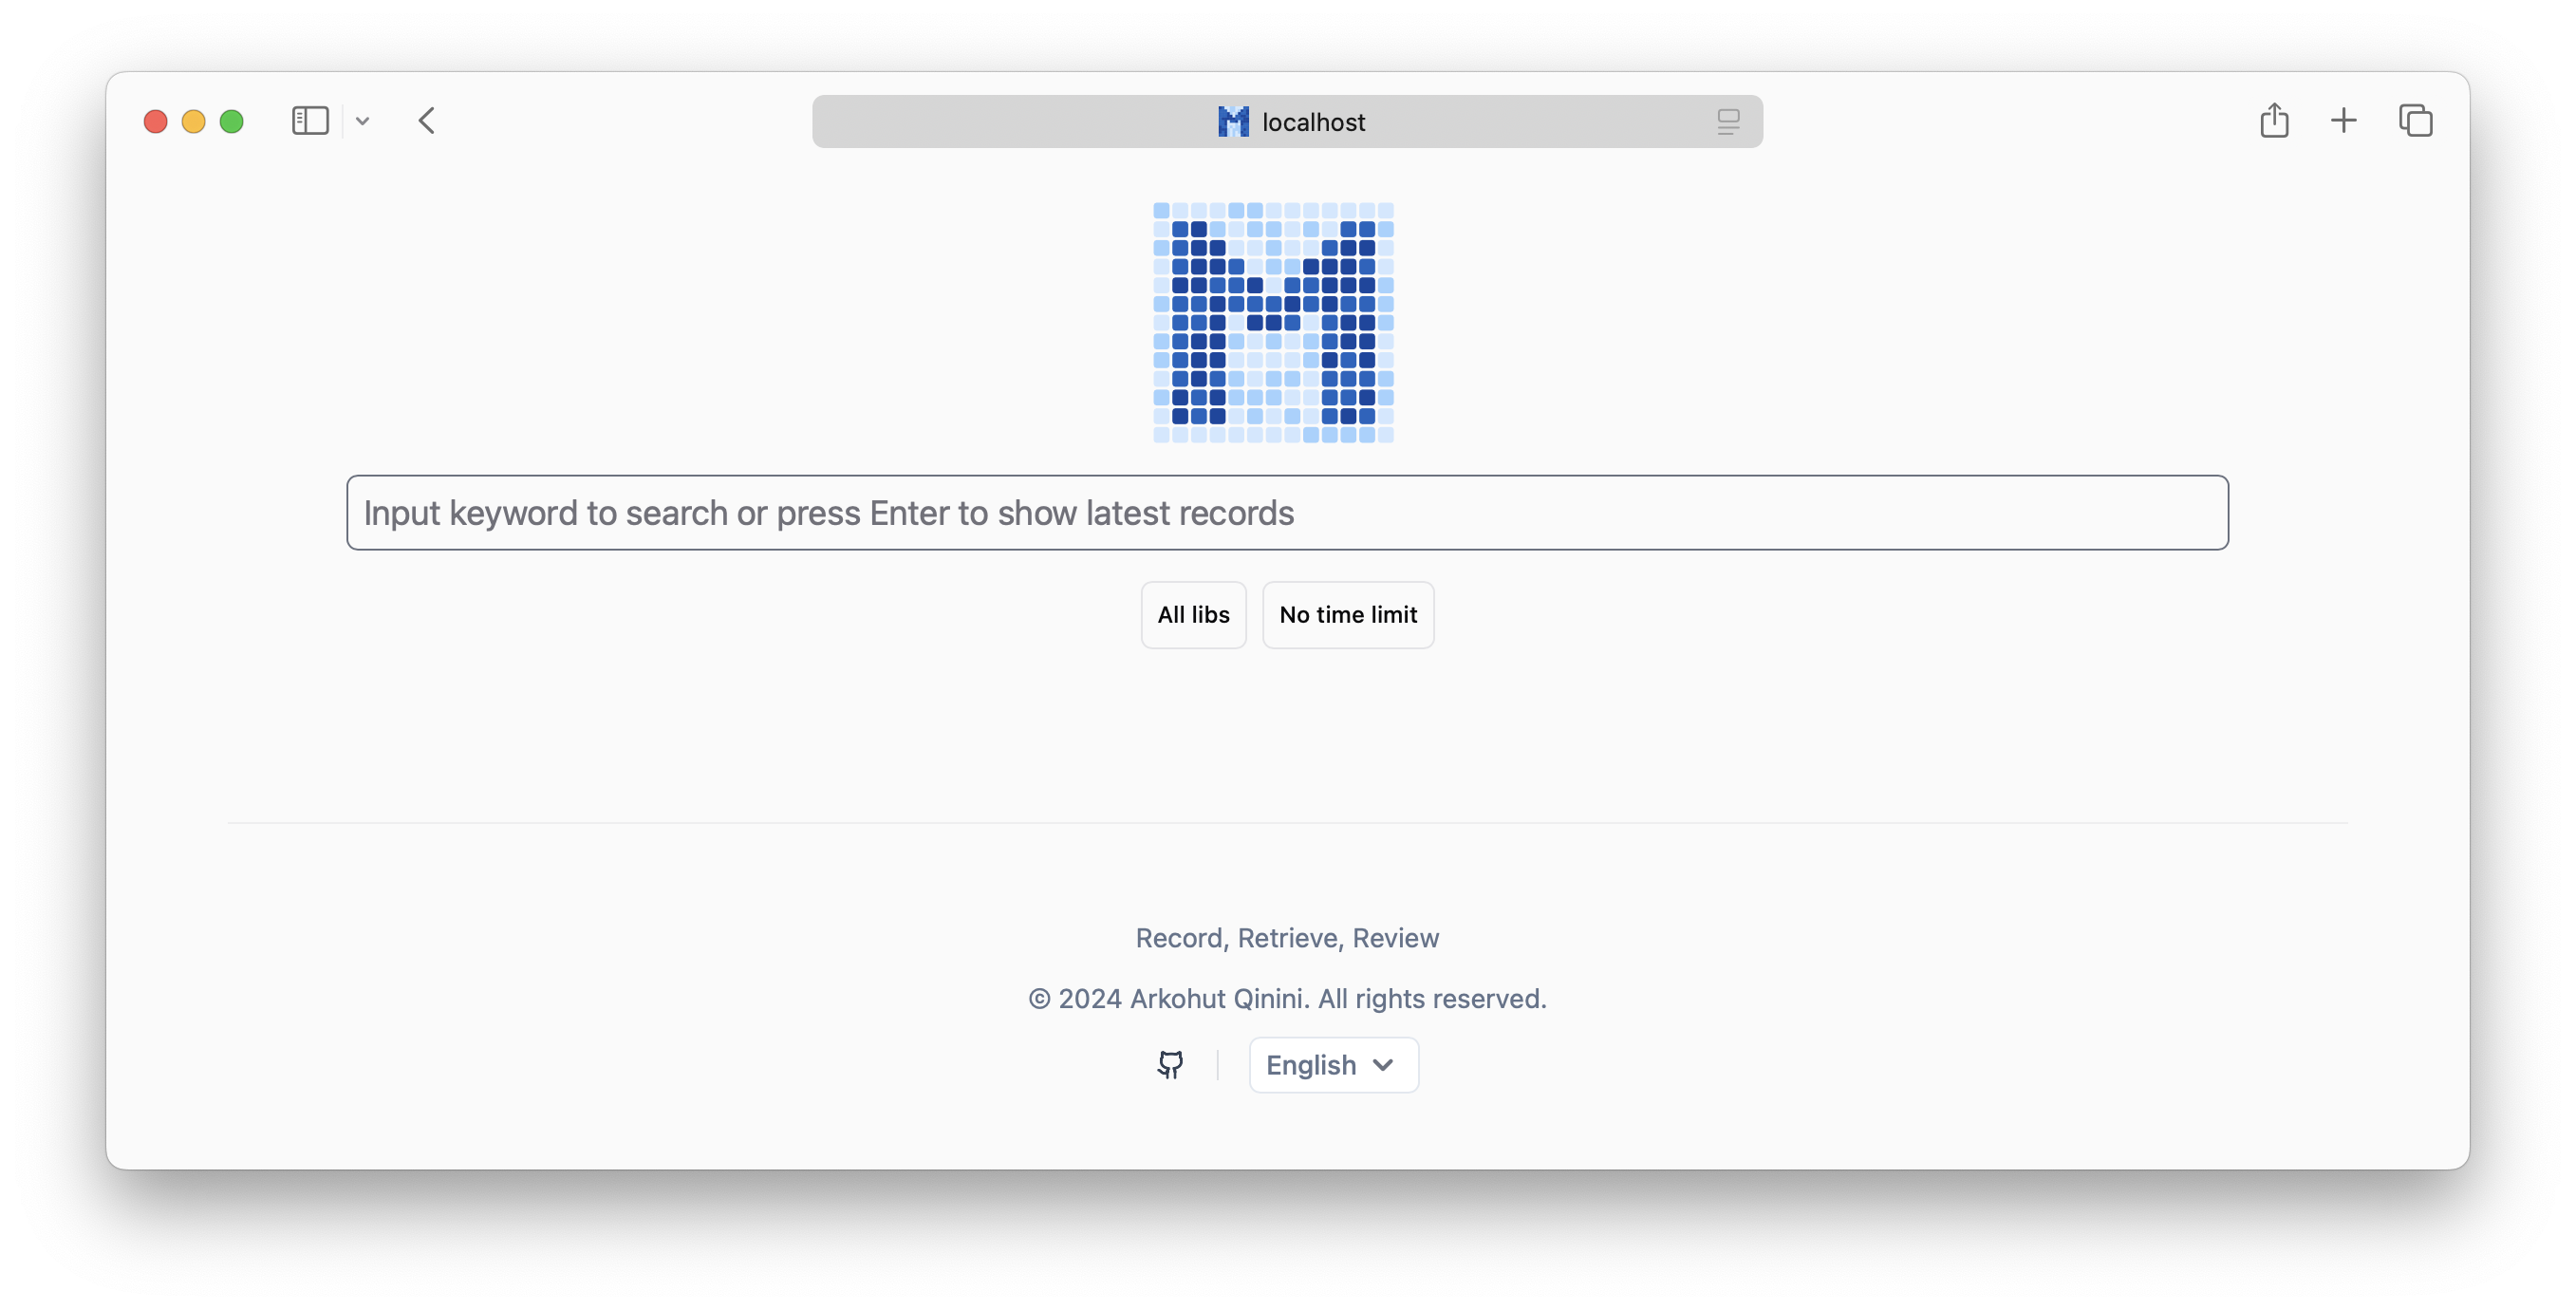 localhost
Input keyword to search or press Enter to show latest records
All libs
No time limit
Record, Retrieve, Review
© 2024 Arkohut Qinini. All rights reserved.
English